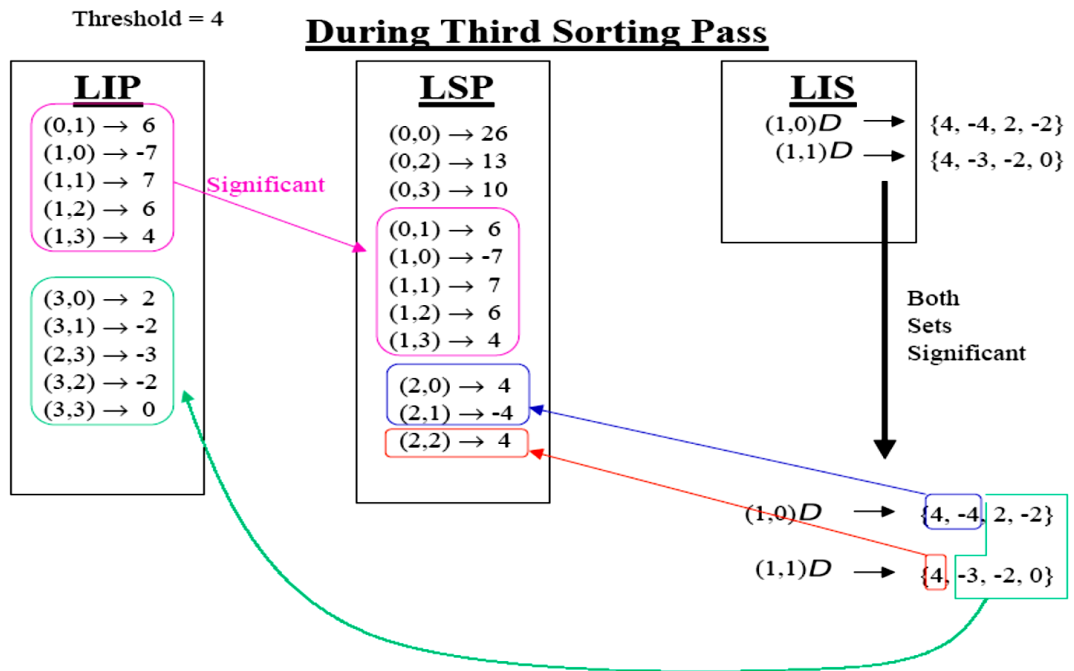 Threshold = 4
During Third Sorting Pass
LIP
(0,1) → 6
(1,0) → -7
(1,1) → 7
(1,2) → 6
(1,3) → 4
(3,0) → 2
(3,1) → -2
(2,3) → -3
(3,2) → -2
(3,3) → 0
Significant
LSP
(0,0) → 26
(0,2) → 13
(0,3) → 10
(0,1) → 6
(1,0) → -7
(1,1) → 7
(1,2) → 6
(1,3) → 4
(2,0) → 4
(2,1) → -4
(2,2) → 4
LIS
(1,0)D → {4, -4, 2, -2}
(1,1)D → {4, -3, -2, 0}
Both
Sets
Significant
(1,0)D → {4, -4, 2, -2}
(1,1)D → {4, -3, -2, 0}